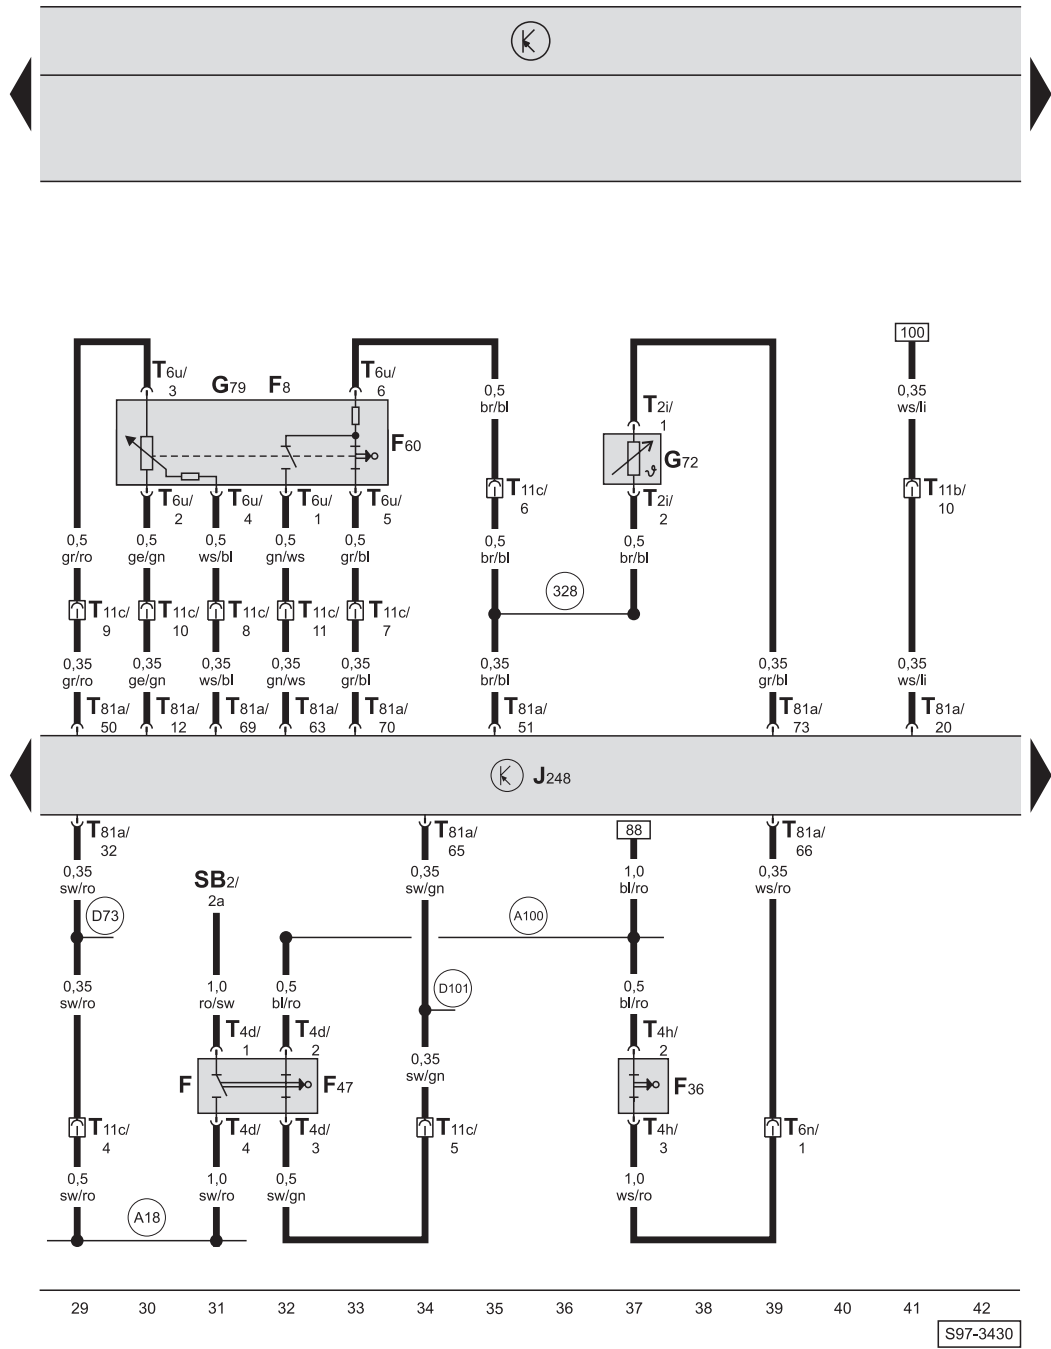 100
T6u/ T6u/
3 G79 F8 6
0,5 0,35
br/bl ws/li
T2i/
1
F60
G72
T11c/ T11b/
6 10
T6u/ T6u/ T6u/ T6u/ T2i/
2 4 1 5 2
0,5 0,5 0,5 0,5 0,5 0,5 0,5
gr/ro ge/gn ws/bl gn/ws gr/bl br/bl br/bl
328
T11c/ T11c/ T11c/ T11c/ T11c/
9 10 8 11 7
0,35 0,35 0,35 0,35 0,35 0,35 0,35 0,35
gr/ro ge/gn ws/bl gn/ws gr/bl br/bl gr/bl ws/li
T81a/ T81a/ T81a/ T81a/ T81a/ T81a/ T81a/ T81a/
50 12 69 63 70 51 73 20
J248
T81a/ T81a/ 88 T81a/
32 65 66
0,35 0,35 1,0 0,35
sw/ro sw/gn bl/ro ws/ro
SB2/
2a
D73 A100
0,35 1,0 0,5 D101 0,5
sw/ro ro/sw bl/ro bl/ro
T4d/ T4d/ T4h/
1 2 2
0,35
sw/gn
F F47 F36
T11c/ T4d/ T4d/ T11c/ T4h/ T6n/
4 4 3 5 3 1
0,5 1,0 0,5 1,0
sw/ro sw/ro sw/gn ws/ro
A18
29 30 31 32 33 34 35 36 37 38 39 40 41 42
S97-3430